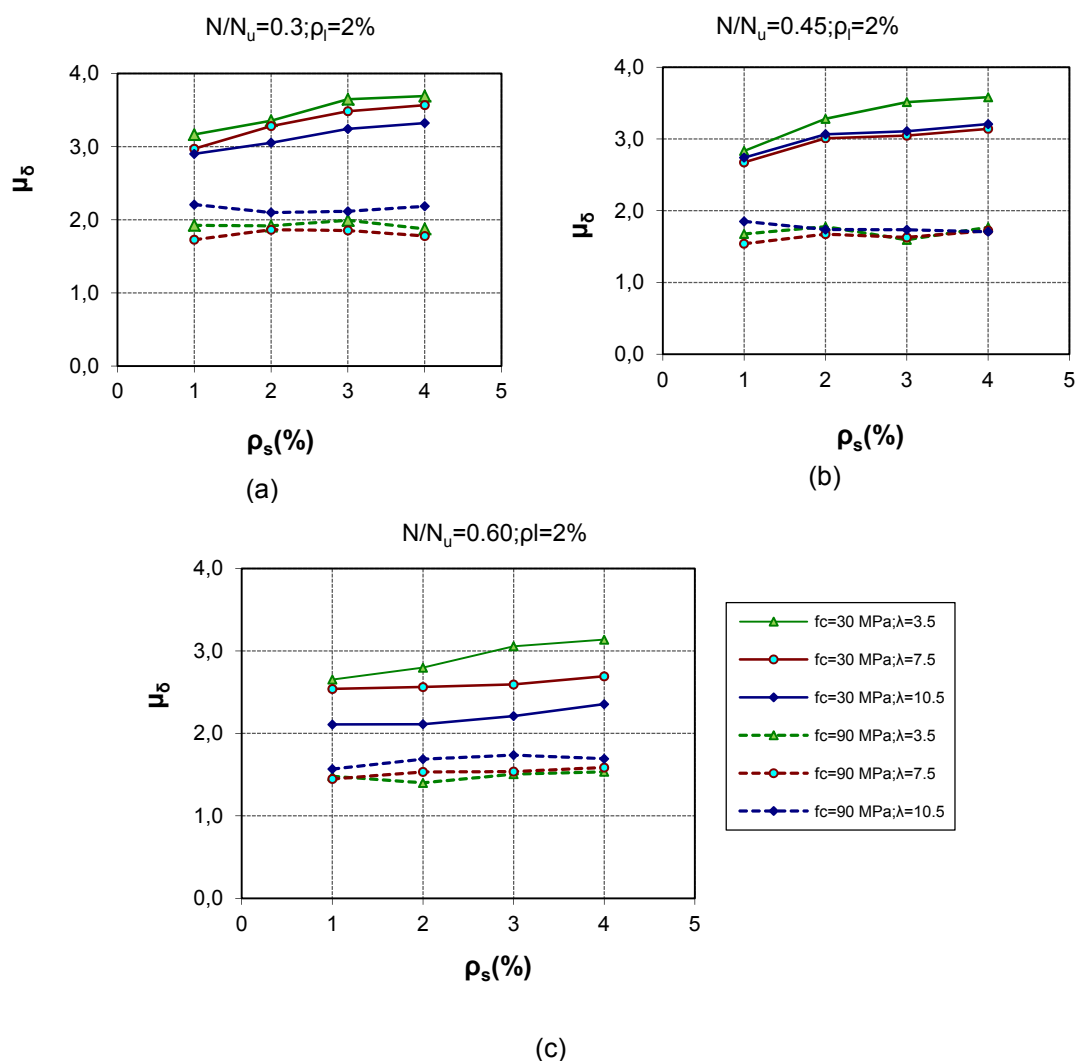 N/Nu=0.3;ρl=2%
4,0
3,0
2,0
1,0
0,0
μδ
0 1 2 3 4 5
ρs(%)
(a)
N/Nu=0.45;ρl=2%
4,0
3,0
2,0
1,0
0,0
μδ
0 1 2 3 4 5
ρs(%)
(b)
N/Nu=0.60;ρl=2%
4,0
3,0
2,0
1,0
0,0
μδ
0 1 2 3 4 5
ρs(%)
fc=30 MPa;λ=3.5
fc=30 MPa;λ=7.5
fc=30 MPa;λ=10.5
fc=90 MPa;λ=3.5
fc=90 MPa;λ=7.5
fc=90 MPa;λ=10.5
(c)